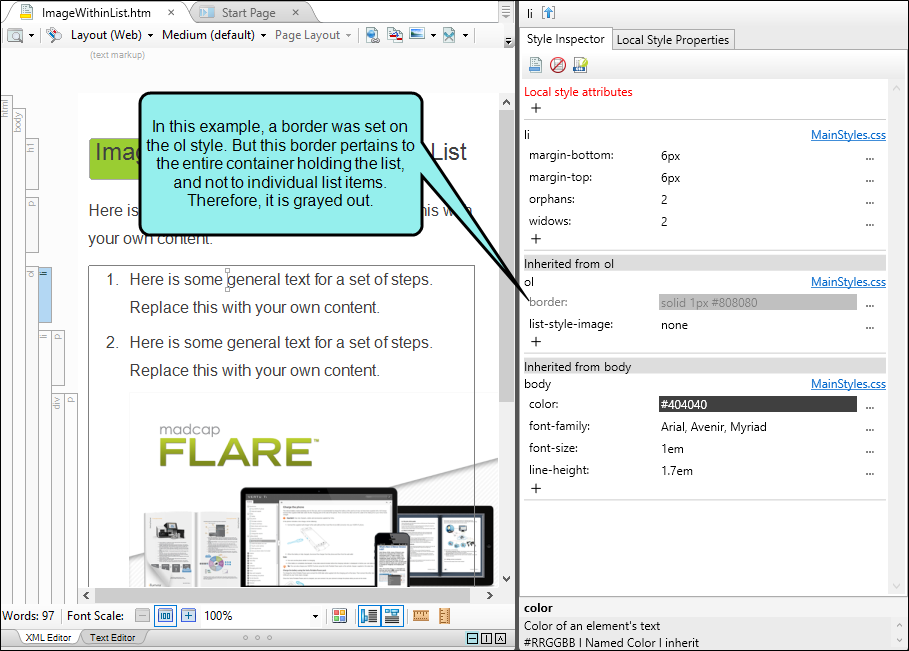 ImageWithinList.htm
Start Page
Layout (Web)
Medium (default)
Page Layout
(text markup)
html
body
h1
p
ol
li
li
p
div
p
In this example, a border was set on
the ol style. But this border pertains to
the entire container holding the list,
and not to individual list items.
Therefore, it is grayed out.
Ima
List
Here is
his w
your own content.
1. Here is some general text for a set of steps.
Replace this with your own content.
2. Here is some general text for a set of steps.
Replace this with your own content.
madcap
FLARE™
Words: 97
Font Scale:
100
100%
XML Editor
Text Editor
li
Style Inspector
Local Style Properties
Local style attributes
+
li MainStyles.css
margin-bottom: 6px ...
margin-top: 6px ...
orphans: 2 ...
widows: 2 ...
+
Inherited from ol
ol MainStyles.css
border: solid 1px #808080 ...
list-style-image: none ...
+
Inherited from body
body MainStyles.css
color: #404040 ...
font-family: Arial, Avenir, Myriad ...
font-size: 1em ...
line-height: 1.7em ...
+
color
Color of an element's text
#RRGGBB | Named Color | inherit